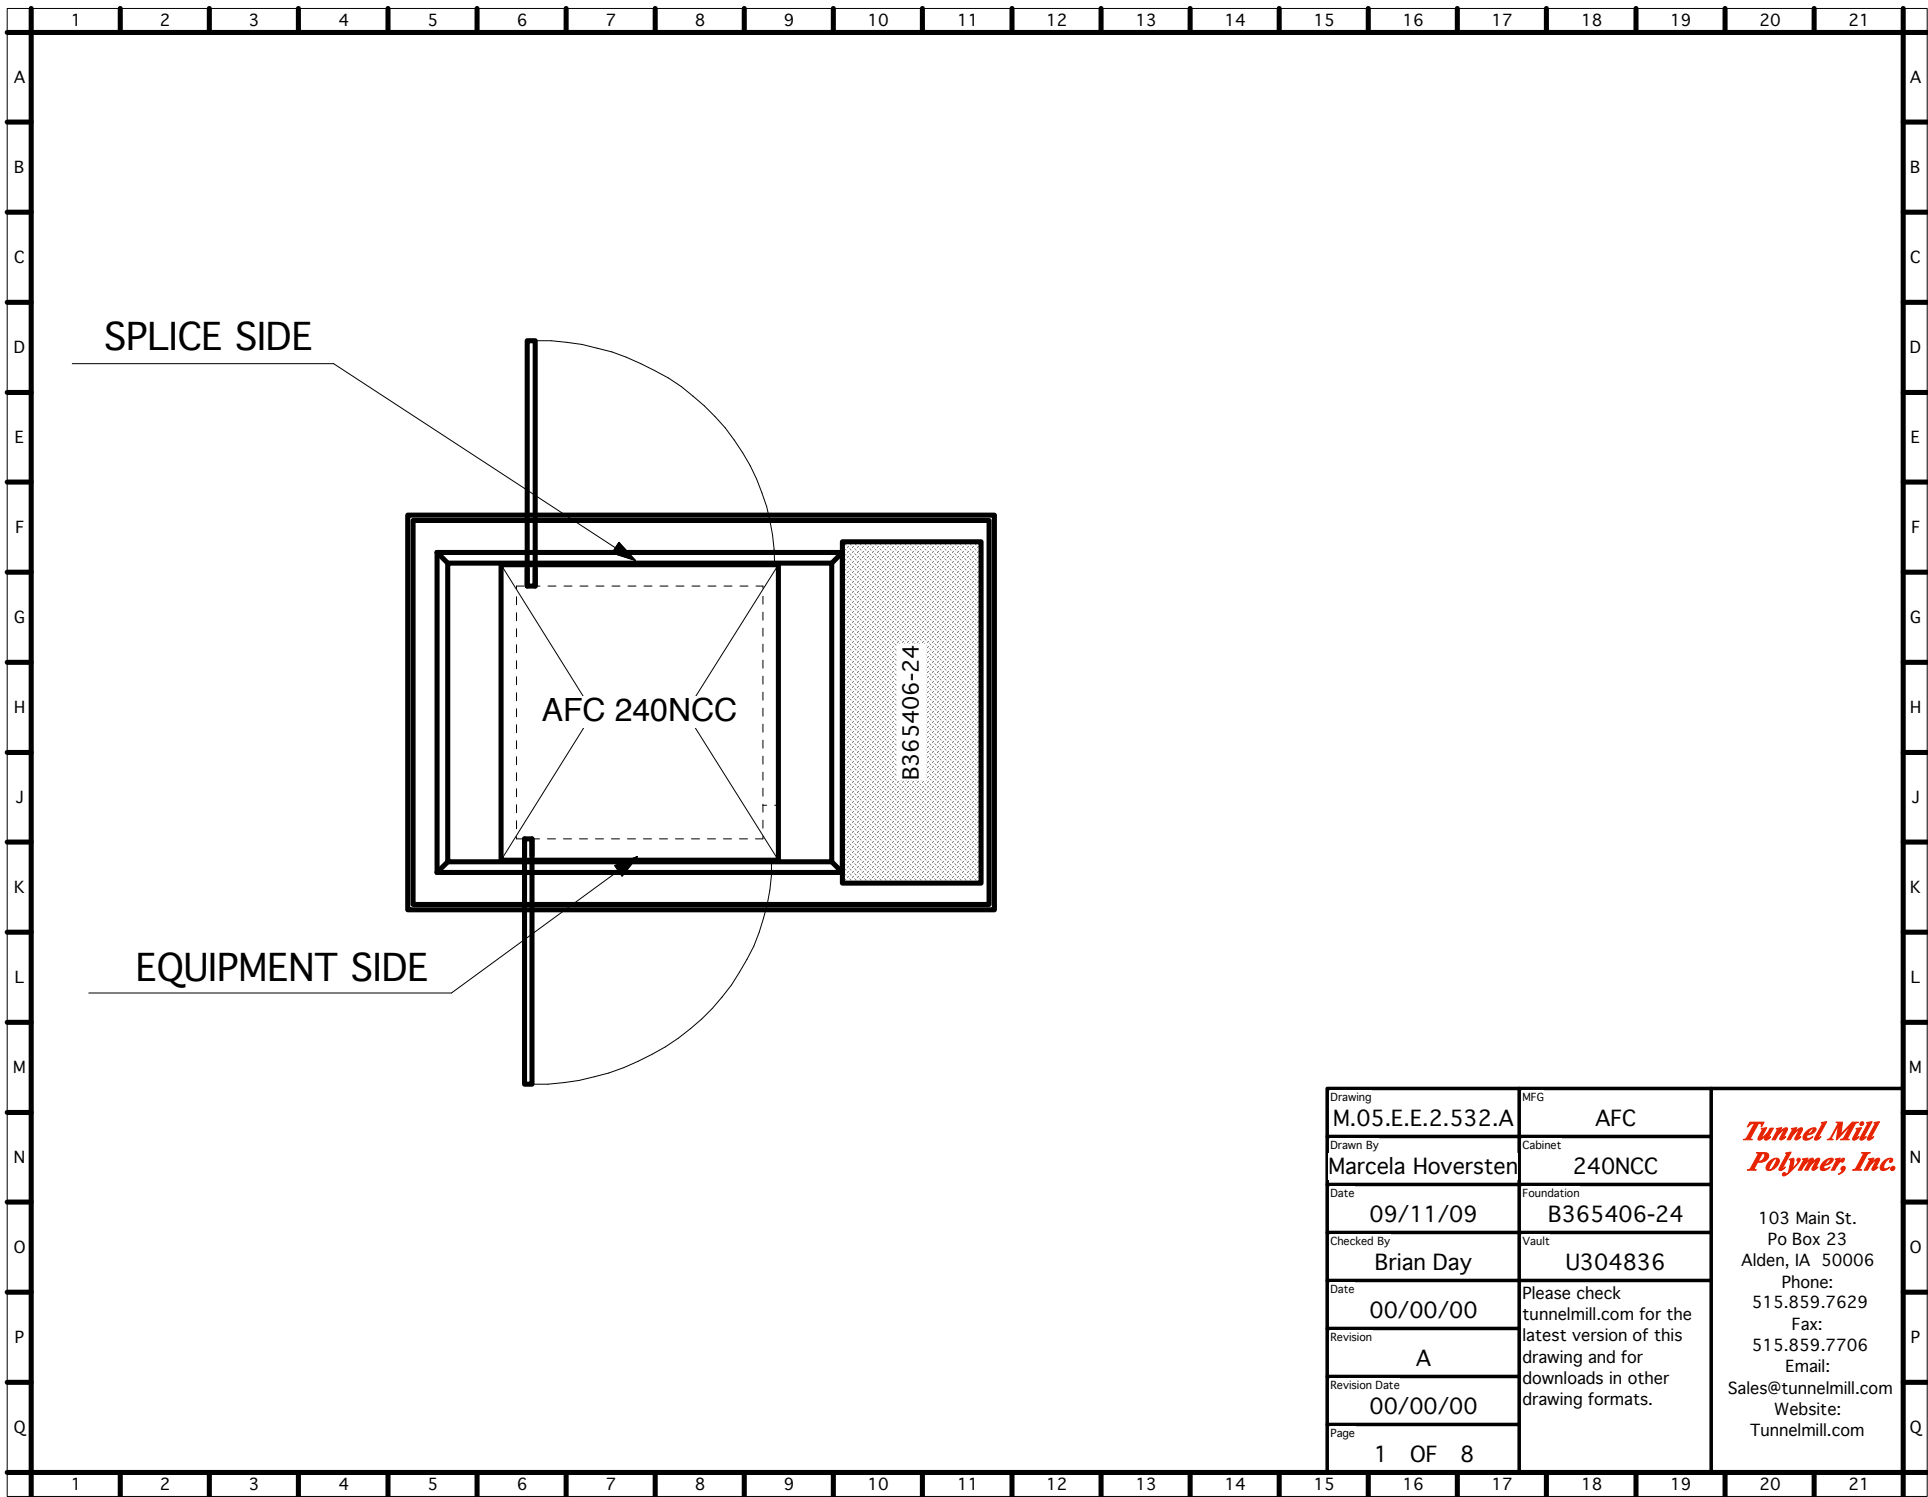 1 2 3 4 5 6 7 8 9 10 11 12 13 14 15 16 17 18 19 20 21
A A
B B
C C
D D
E E
F F
G G
H H
J J
K K
L L
M M
N N
O O
P P
Q Q
SPLICE SIDE
AFC 240NCC
B365406-24
EQUIPMENT SIDE
Drawing
M.05.E.E.2.532.A
Drawn By
Marcela Hoversten
Date
09/11/09
Checked By
Brian Day
Date
00/00/00
Revision
A
Revision Date
00/00/00
Page
1 OF 8
MFG
AFC
Cabinet
240NCC
Foundation
B365406-24
Vault
U304836
Please check
tunnelmill.com for the
latest version of this
drawing and for
downloads in other
drawing formats.
Tunnel Mill
Polymer, Inc.
103 Main St.
Po Box 23
Alden, IA 50006
Phone:
515.859.7629
Fax:
515.859.7706
Email:
Sales@tunnelmill.com
Website:
Tunnelmill.com
1 2 3 4 5 6 7 8 9 10 11 12 13 14 15 16 17 18 19 20 21